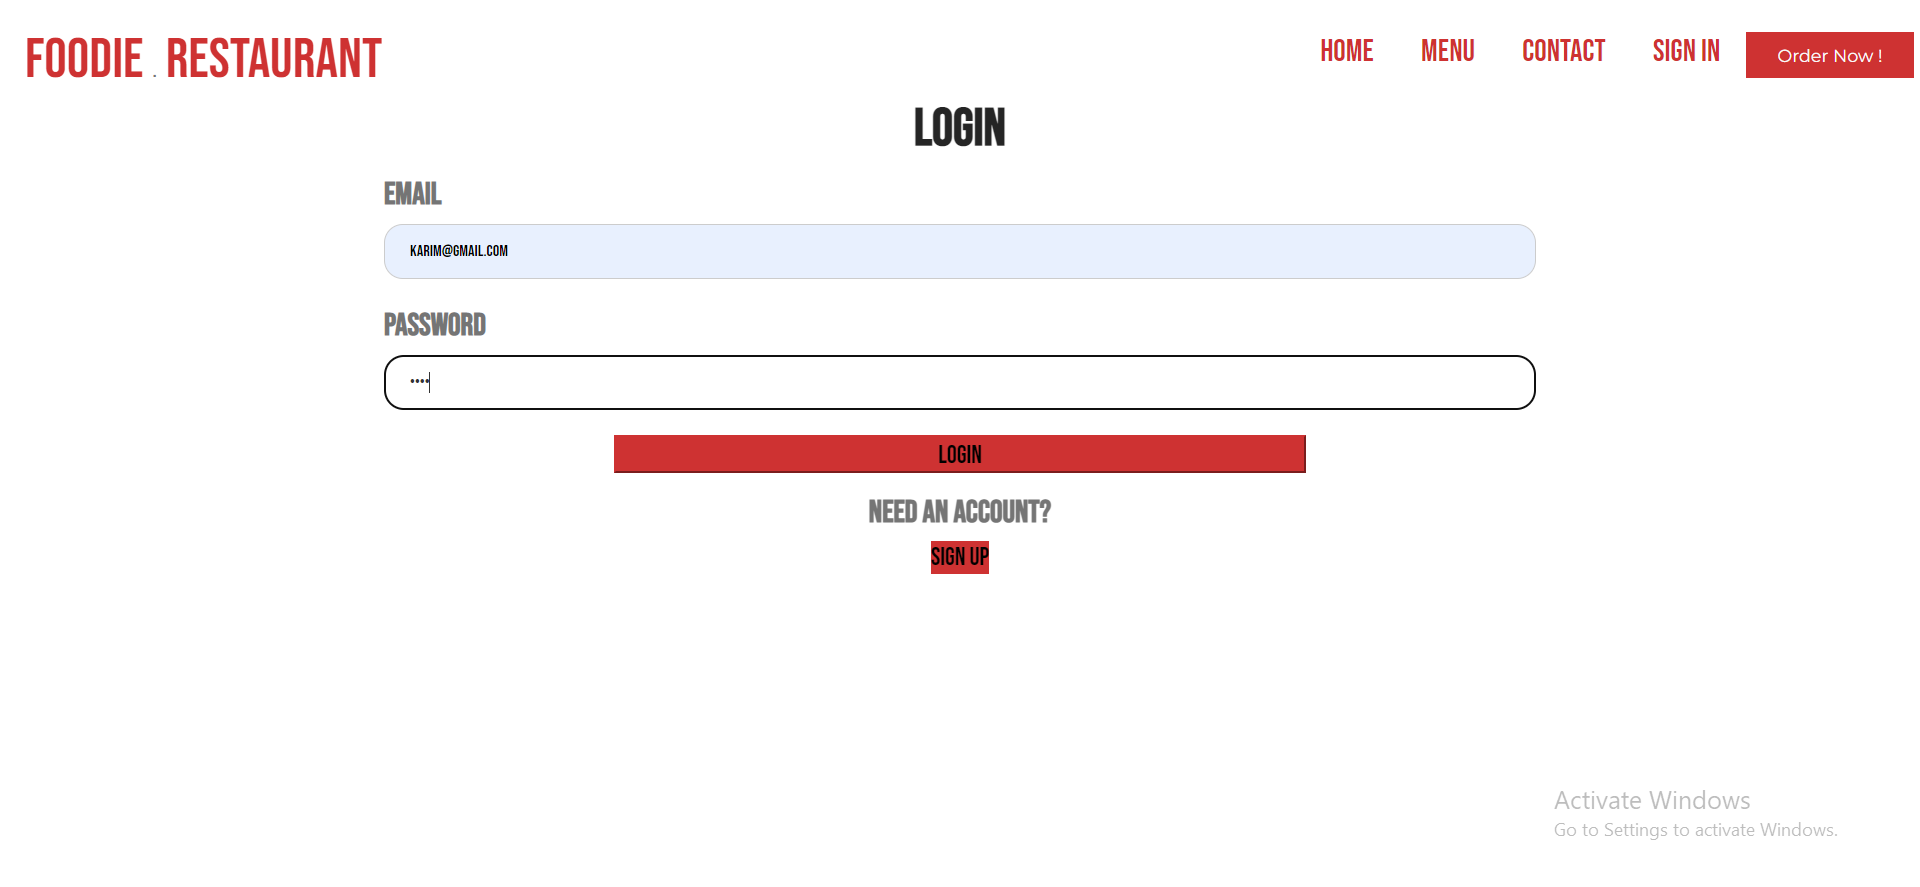 FOODIE . RESTAURANT
HOME MENU CONTACT SIGN IN Order Now !
LOGIN
EMAIL
KARIM@GMAIL.COM
PASSWORD
••••
LOGIN
NEED AN ACCOUNT?
SIGN UP
Activate Windows
Go to Settings to activate Windows.